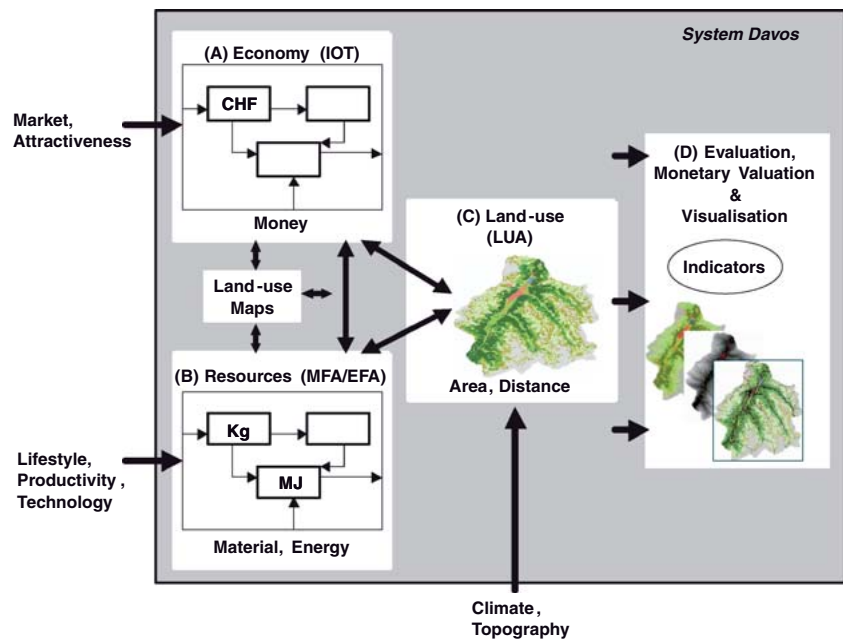 System Davos
(A) Economy (IOT)
CHF
Money
Market,
Attractiveness
Land-use
Maps
(B) Resources (MFA/EFA)
Kg
MJ
Material, Energy
Lifestyle,
Productivity ,
Technology
(C) Land-use
(LUA)
Area, Distance
Climate ,
Topography
(D) Evaluation,
Monetary Valuation
&
Visualisation
Indicators